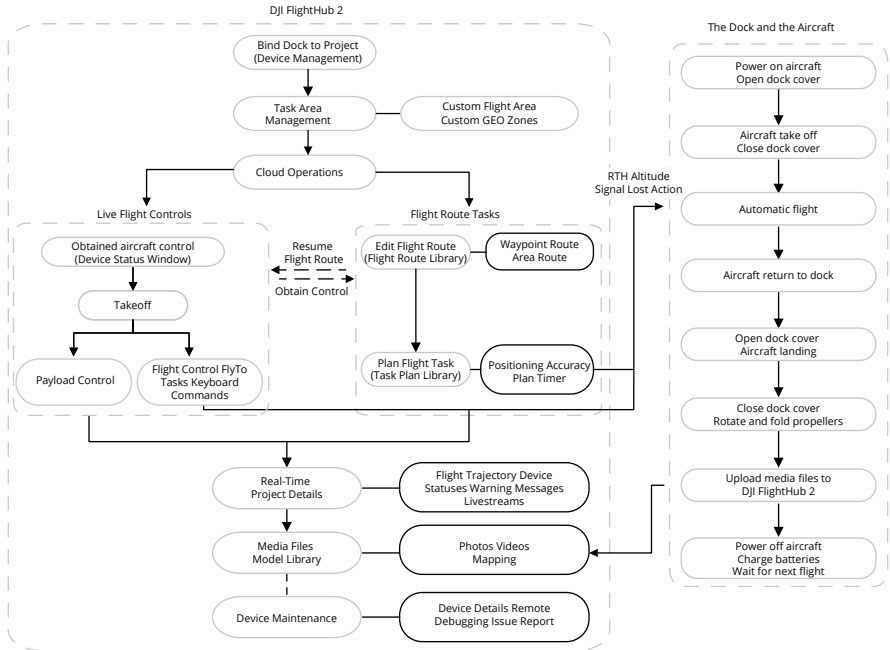 DJI FlightHub 2
Bind Dock to Project
(Device Management)
Task Area
Management
Custom Flight Area
Custom GEO Zones
Cloud Operations
Live Flight Controls
Flight Route Tasks
Obtained aircraft control
(Device Status Window)
Takeoff
Payload Control
Flight Control FlyTo
Tasks Keyboard
Commands
Resume
Flight Route
Obtain Control
Edit Flight Route
(Flight Route Library)
Waypoint Route
Area Route
Plan Flight Task
(Task Plan Library)
Positioning Accuracy
Plan Timer
RTH Altitude
Signal Lost Action
Real-Time
Project Details
Flight Trajectory Device
Statuses Warning Messages
Livestreams
Media Files
Model Library
Photos Videos
Mapping
Device Maintenance
Device Details Remote
Debugging Issue Report
The Dock and the Aircraft
Power on aircraft
Open dock cover
Aircraft take off
Close dock cover
Automatic flight
Aircraft return to dock
Open dock cover
Aircraft landing
Close dock cover
Rotate and fold propellers
Upload media files to
DJI FlightHub 2
Power off aircraft
Charge batteries
Wait for next flight